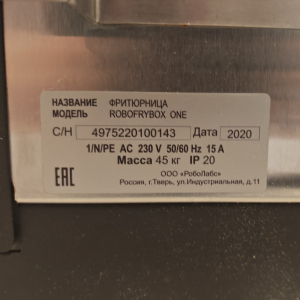 НАЗВАНИЕ ФРИТЮРНИЦА
МОДЕЛЬ ROBOFRYBOX ONE
С/Н 4975220100143 Дата 2020
1/N/PE AC 230 V 50/60 Hz 15 A
Масса 45 кг IP 20
EAC
ООО «РобоЛабс»
Россия, г.Тверь, ул.Индустриальная, д.11